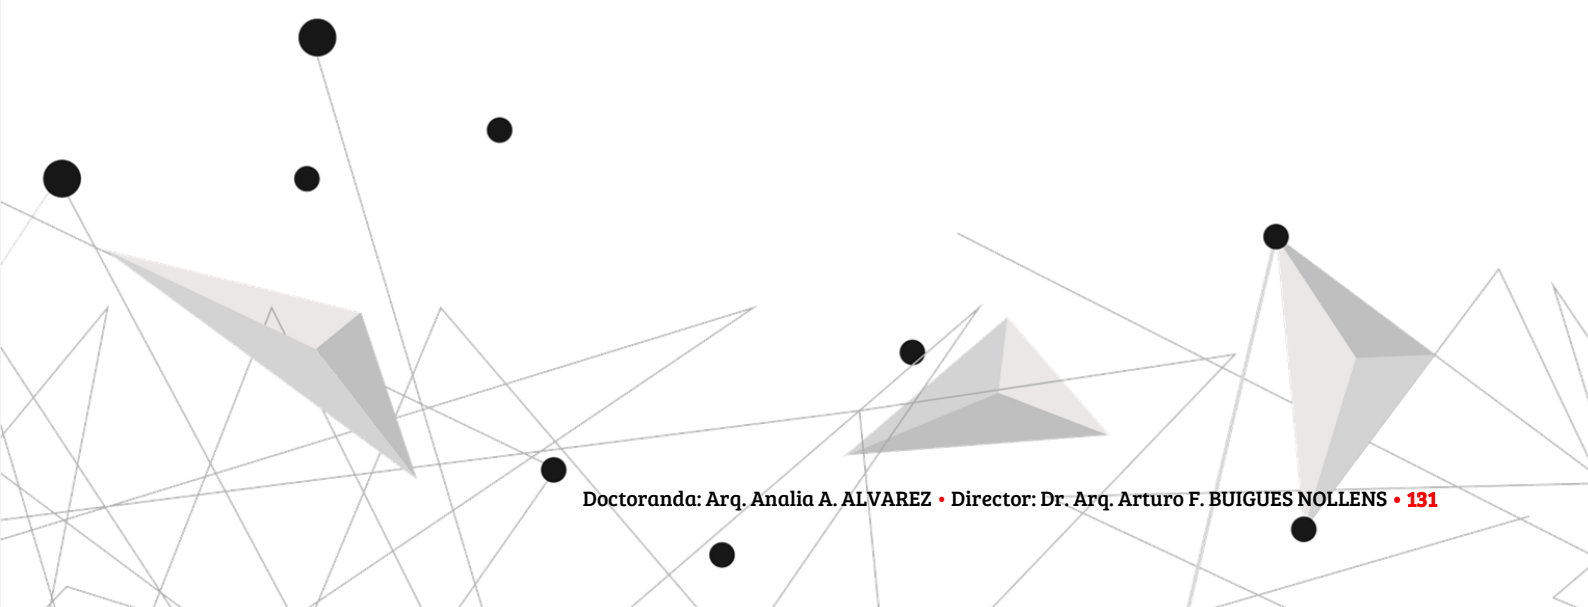 Doctoranda: Arq. Analia A. ALVAREZ • Director: Dr. Arq. Arturo F. BUIGUES NOLLENS • 131